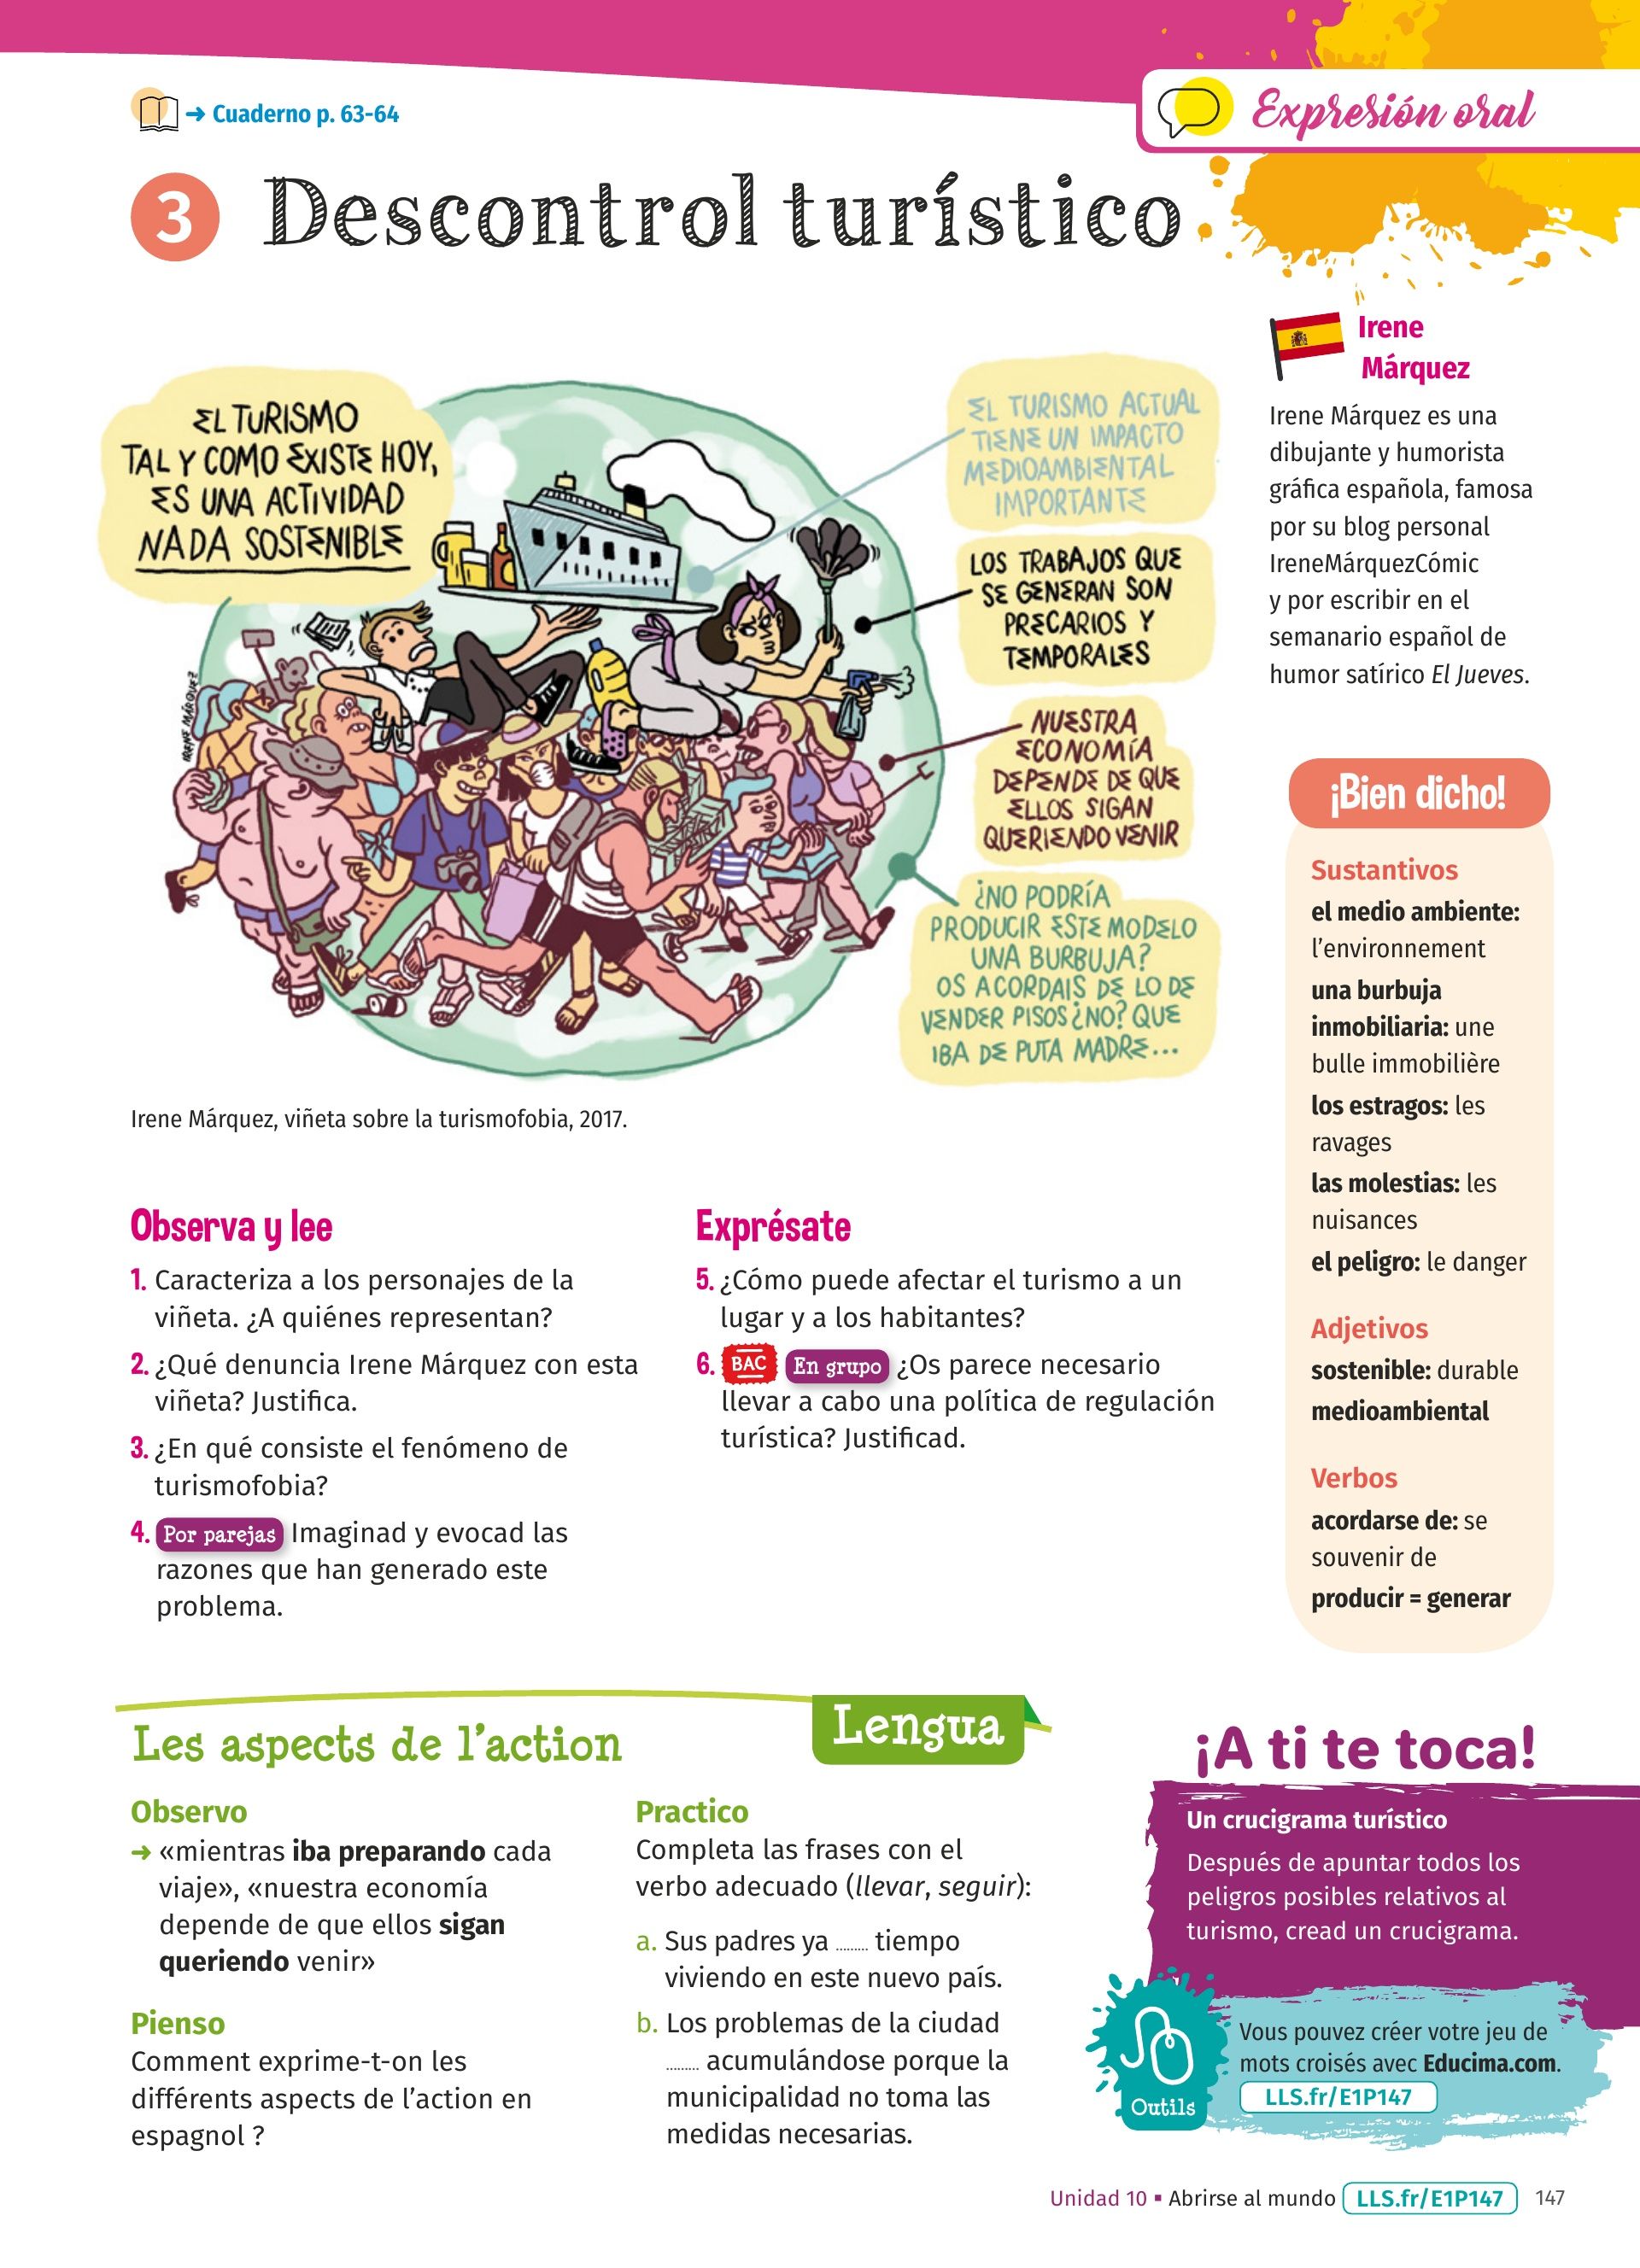 → Cuaderno p. 63-64
Expresión oral
3 Descontrol turístico
EL TURISMO
TAL Y COMO EXISTE HOY,
ES UNA ACTIVIDAD
NADA SOSTENIBLE
EL TURISMO ACTUAL
TIENE UN IMPACTO
MEDIOAMBIENTAL
IMPORTANTE
LOS TRABAJOS QUE
SE GENERAN SON
PRECARIOS Y
TEMPORALES
NUESTRA
ECONOMÍA
DEPENDE DE QUE
ELLOS SIGAN
QUERIENDO VENIR
¿NO PODRÍA
PRODUCIR ESTE MODELO
UNA BURBUJA?
OS ACORDAIS DE LO DE
VENDER PISOS ¿NO? QUE
IBA DE PUTA MADRE...
IRENE MÁRQUEZ
Irene Márquez, viñeta sobre la turismofobia, 2017.
Irene
Márquez
Irene Márquez es una
dibujante y humorista
gráfica española, famosa
por su blog personal
IreneMárquezCómic
y por escribir en el
semanario español de
humor satírico El Jueves.
¡Bien dicho!
Sustantivos
el medio ambiente:
l'environnement
una burbuja
inmobiliaria: une
bulle immobilière
los estragos: les
ravages
las molestias: les
nuisances
el peligro: le danger
Adjetivos
sostenible: durable
medioambiental
Verbos
acordarse de: se
souvenir de
producir = generar
Observa y lee
1. Caracteriza a los personajes de la
viñeta. ¿A quiénes representan?
2. ¿Qué denuncia Irene Márquez con esta
viñeta? Justifica.
3. ¿En qué consiste el fenómeno de
turismofobia?
4. Por parejas Imaginad y evocad las
razones que han generado este
problema.
Exprésate
5. ¿Cómo puede afectar el turismo a un
lugar y a los habitantes?
6. BAC En grupo ¿Os parece necesario
llevar a cabo una política de regulación
turística? Justificad.
Lengua
Les aspects de l'action
Observo
→ «mientras iba preparando cada
viaje», «nuestra economía
depende de que ellos sigan
queriendo venir»
Pienso
Comment exprime-t-on les
différents aspects de l'action en
espagnol ?
Practico
Completa las frases con el
verbo adecuado (llevar, seguir):
a. Sus padres ya ......... tiempo
viviendo en este nuevo país.
b. Los problemas de la ciudad
......... acumulándose porque la
municipalidad no toma las
medidas necesarias.
¡A ti te toca!
Un crucigrama turístico
Después de apuntar todos los
peligros posibles relativos al
turismo, cread un crucigrama.
Outils
Vous pouvez créer votre jeu de
mots croisés avec Educima.com.
LLS.fr/E1P147
Unidad 10 ▪ Abrirse al mundo LLS.fr/E1P147 147